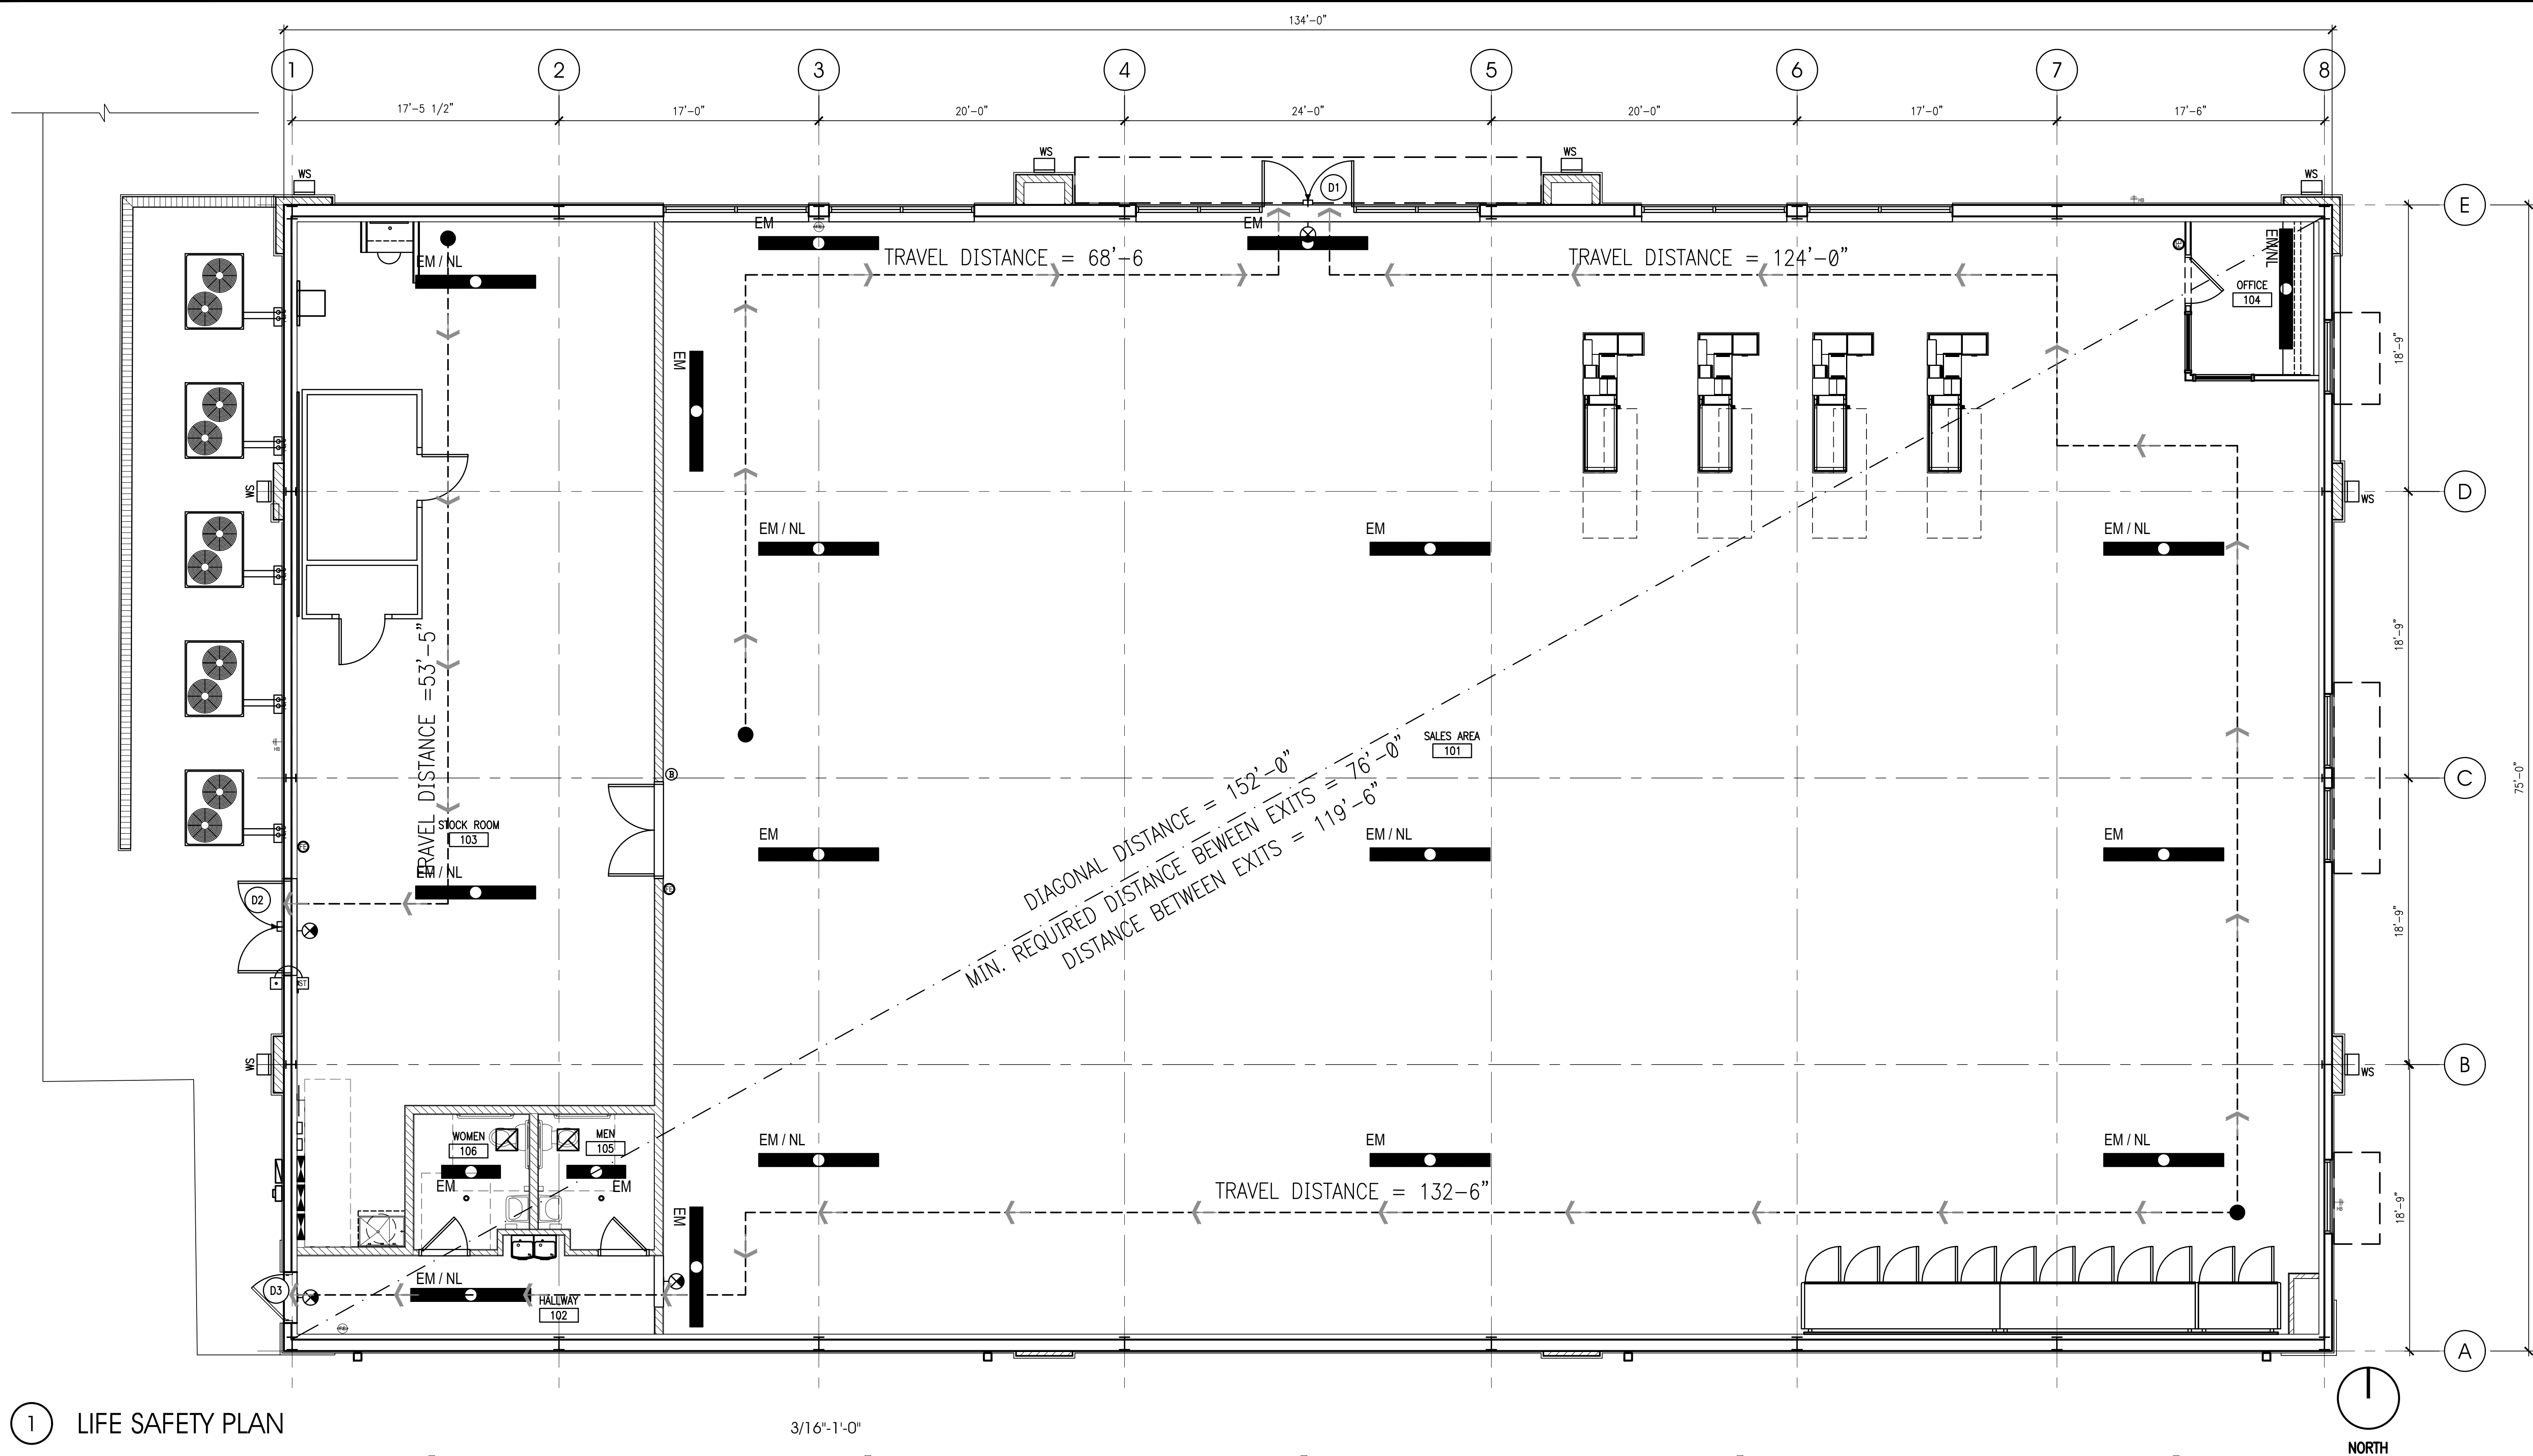 134'-0"
1
2
3
4
5
6
7
8
17'-5 1/2"
17'-0"
20'-0"
24'-0"
20'-0"
17'-0"
17'-6"
WS
WS
WS
WS
D1
E
EM
EM
TRAVEL DISTANCE = 68'-6
TRAVEL DISTANCE = 124'-0"
EM / NL
EM/NL
OFFICE
104
18'-9"
EM
WS
WS
D
EM / NL
EM
EM / NL
18'-9"
TRAVEL DISTANCE =53'-5"
SALES AREA
101
B
C
75'-0"
DIAGONAL DISTANCE = 152'-0"
MIN. REQUIRED DISTANCE BEWEEN EXITS = 76'-0"
DISTANCE BETWEEN EXITS = 119'-6"
STOCK ROOM
103
EM
EM / NL
EM
EM / NL
D2
18'-9"
ST
WS
WS
B
WOMEN
106
MEN
105
EM / NL
EM
EM / NL
EM
EM
TRAVEL DISTANCE = 132-6"
EM
18'-9"
D3
EM / NL
HALLWAY
102
A
1
LIFE SAFETY PLAN
3/16"-1'-0"
NORTH